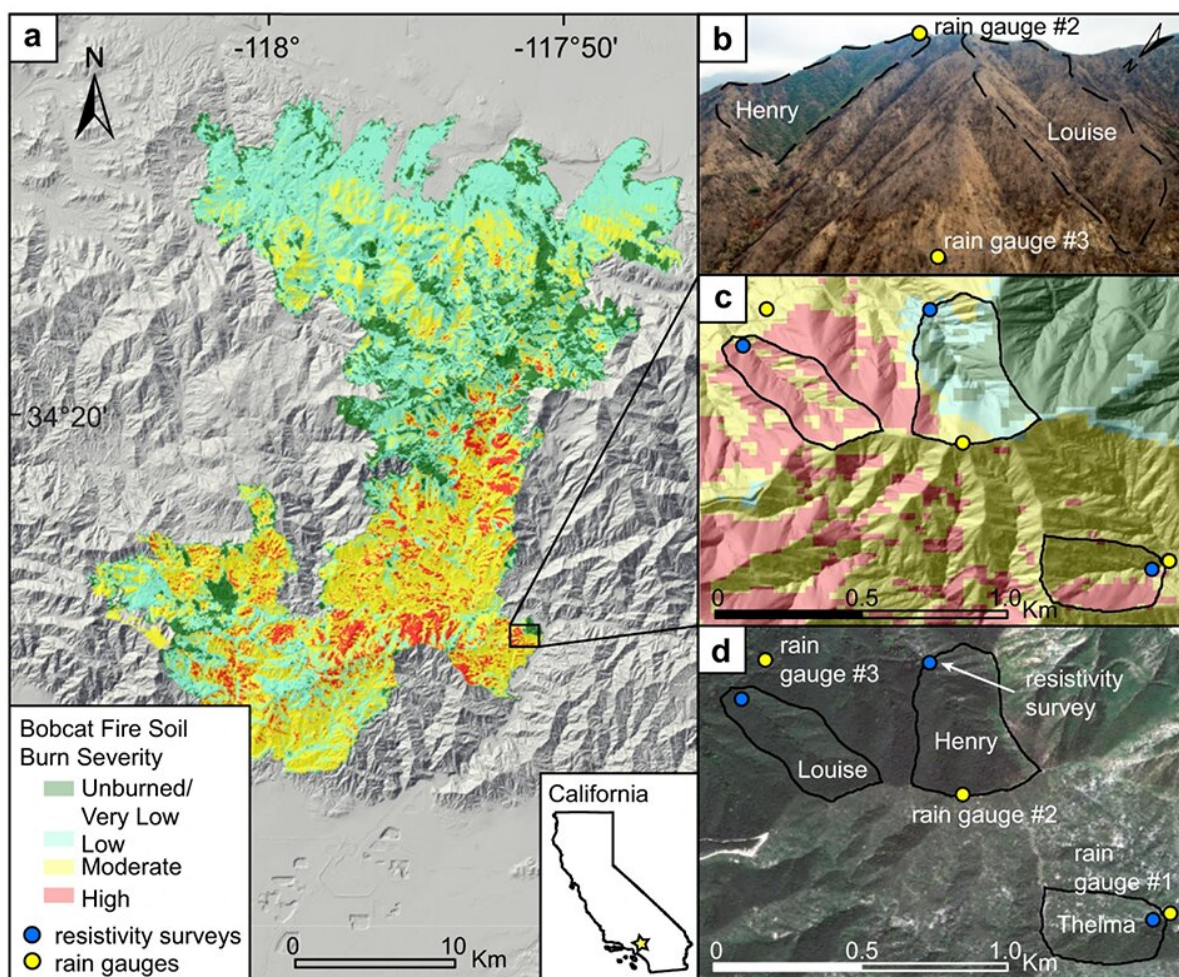 a
-118°
-117°50'
N
34°20'
Bobcat Fire Soil
Burn Severity
Unburned/
Very Low
Low
Moderate
High
resistivity surveys
rain gauges
0
10
Km
California
b
rain gauge #2
N
Henry
Louise
rain gauge #3
c
0
0.5
1.0
Km
d
rain
gauge #3
resistivity
survey
Henry
Louise
rain gauge #2
rain
gauge #1
Thelma
0
0.5
1.0
Km